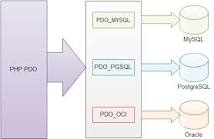 PHP PDO
PDO_MYSQL
MySQL
PDO_PGSQL
PostgreSQL
PDO_OCI
Oracle